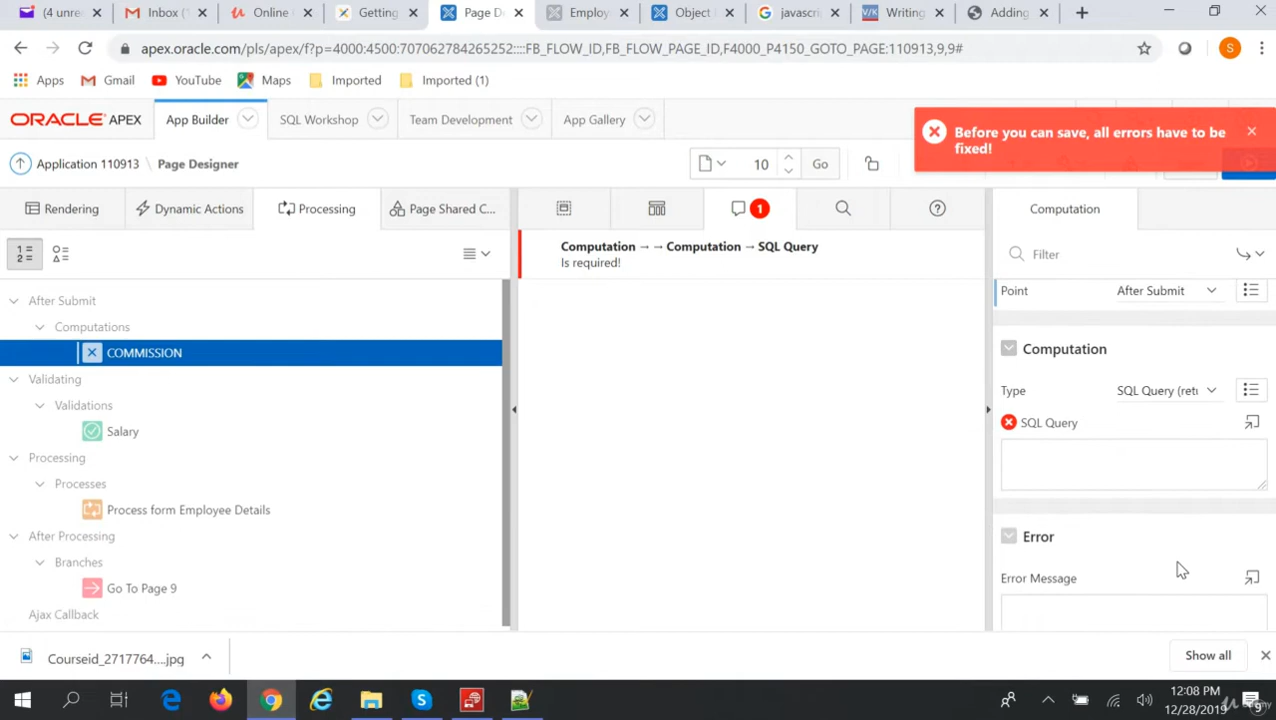 (4 unre
Inbox (1
Online
Getting
Page D
Employ
Object
javascri
Writing
Adding
apex.oracle.com/pls/apex/f?p=4000:4500:707062784265252::::FB_FLOW_ID,FB_FLOW_PAGE_ID,F4000_P4150_GOTO_PAGE:110913,9,9#
S
Apps
Gmail
YouTube
Maps
Imported
Imported (1)
ORACLE APEX
App Builder
SQL Workshop
Team Development
App Gallery
Before you can save, all errors have to be
fixed!
Application 110913 \ Page Designer
10
Go
Rendering
Dynamic Actions
Processing
Page Shared C...
1
Computation
Computation → → Computation → SQL Query
Is required!
Filter
After Submit
Computations
COMMISSION
Validating
Validations
Salary
Processing
Processes
Process form Employee Details
After Processing
Branches
Go To Page 9
Ajax Callback
Point
After Submit
Computation
Type
SQL Query (retu
SQL Query
Error
Error Message
Courseid_2717764....jpg
Show all
12:08 PM
12/28/2019